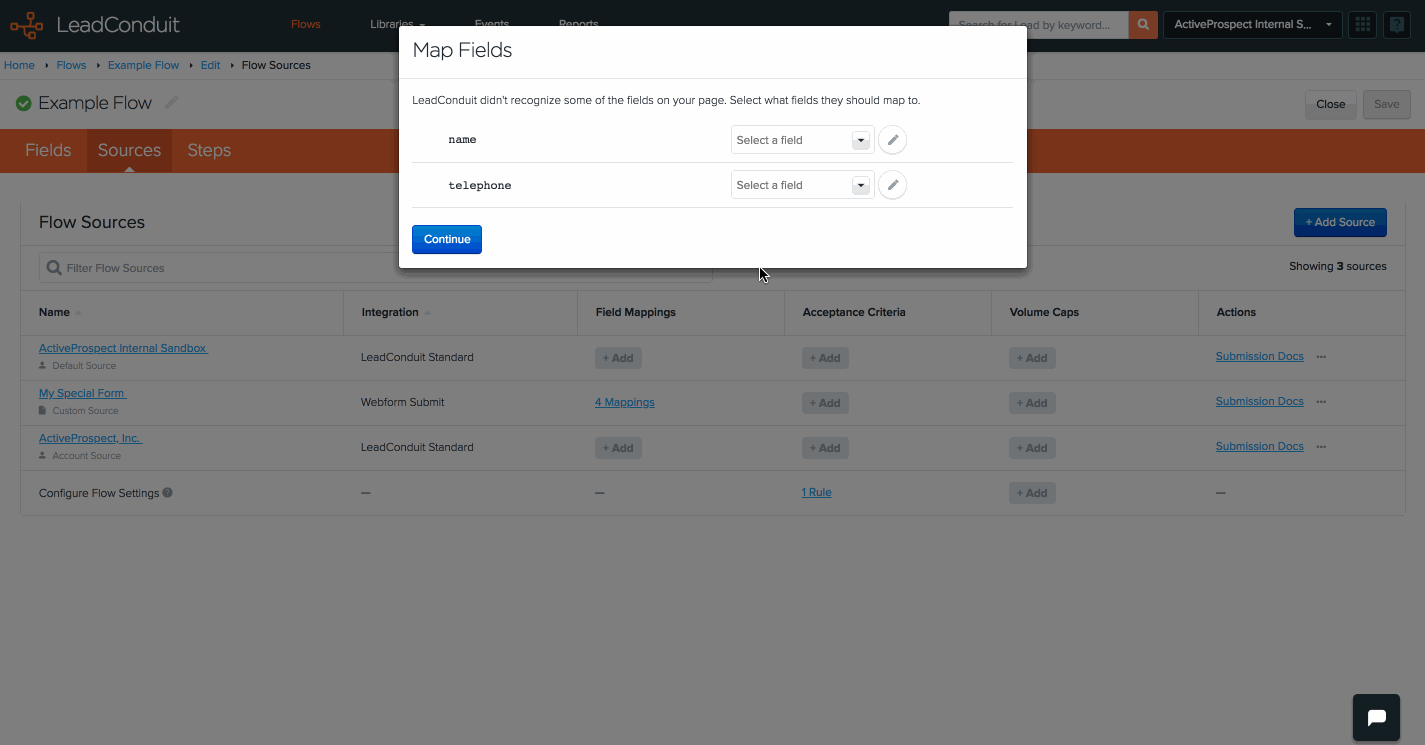 LeadConduit
Flows Libraries Events Reports
Search for Lead by keyword... ActiveProspect Internal S...
Home Flows Example Flow Edit Flow Sources
Example Flow
Close Save
Fields Sources Steps
Map Fields
LeadConduit didn't recognize some of the fields on your page. Select what fields they should map to.
name Select a field
telephone Select a field
Continue
Flow Sources
+ Add Source
Filter Flow Sources
Showing 3 sources
Name Integration Field Mappings Acceptance Criteria Volume Caps Actions
ActiveProspect Internal Sandbox
Default Source
LeadConduit Standard + Add + Add + Add Submission Docs ...
My Special Form
Custom Source
Webform Submit 4 Mappings + Add + Add Submission Docs ...
ActiveProspect, Inc.
Account Source
LeadConduit Standard + Add + Add + Add Submission Docs ...
Configure Flow Settings ? — — 1 Rule + Add —